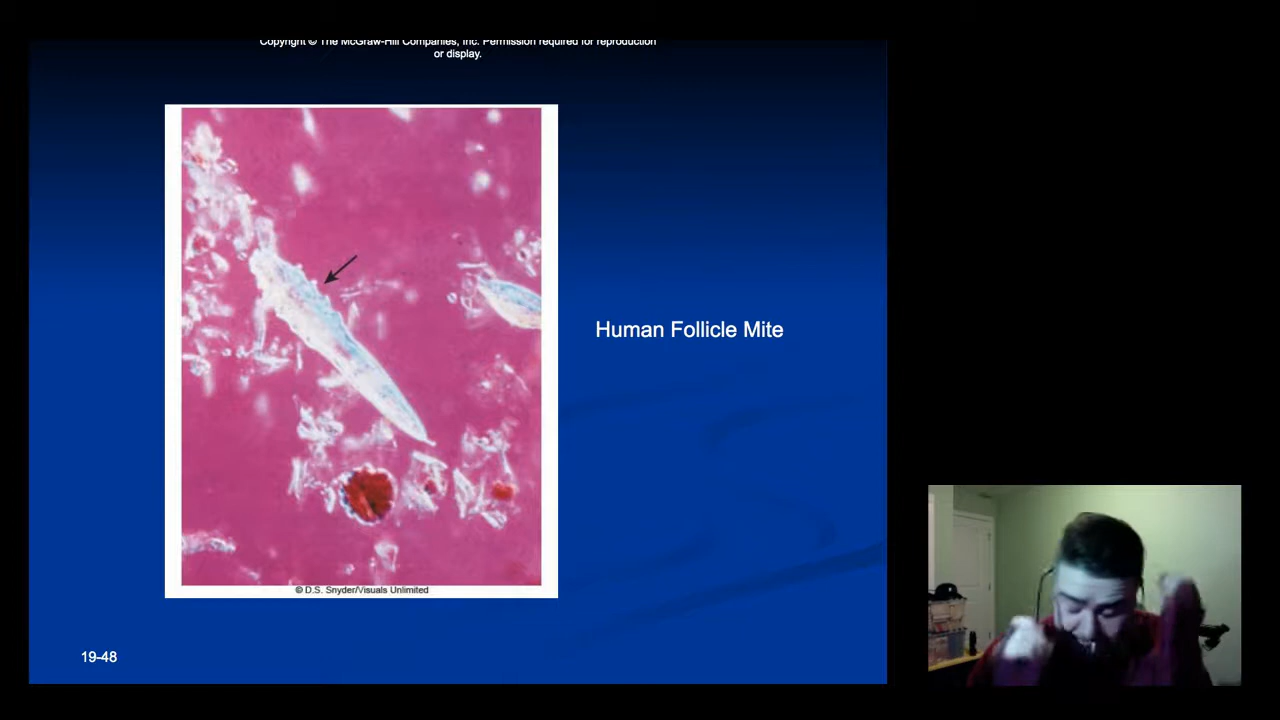 Copyright © The McGraw-Hill Companies, Inc. Permission required for reproduction
or display.
Human Follicle Mite
© D.S. Snyder/Visuals Unlimited
19-48